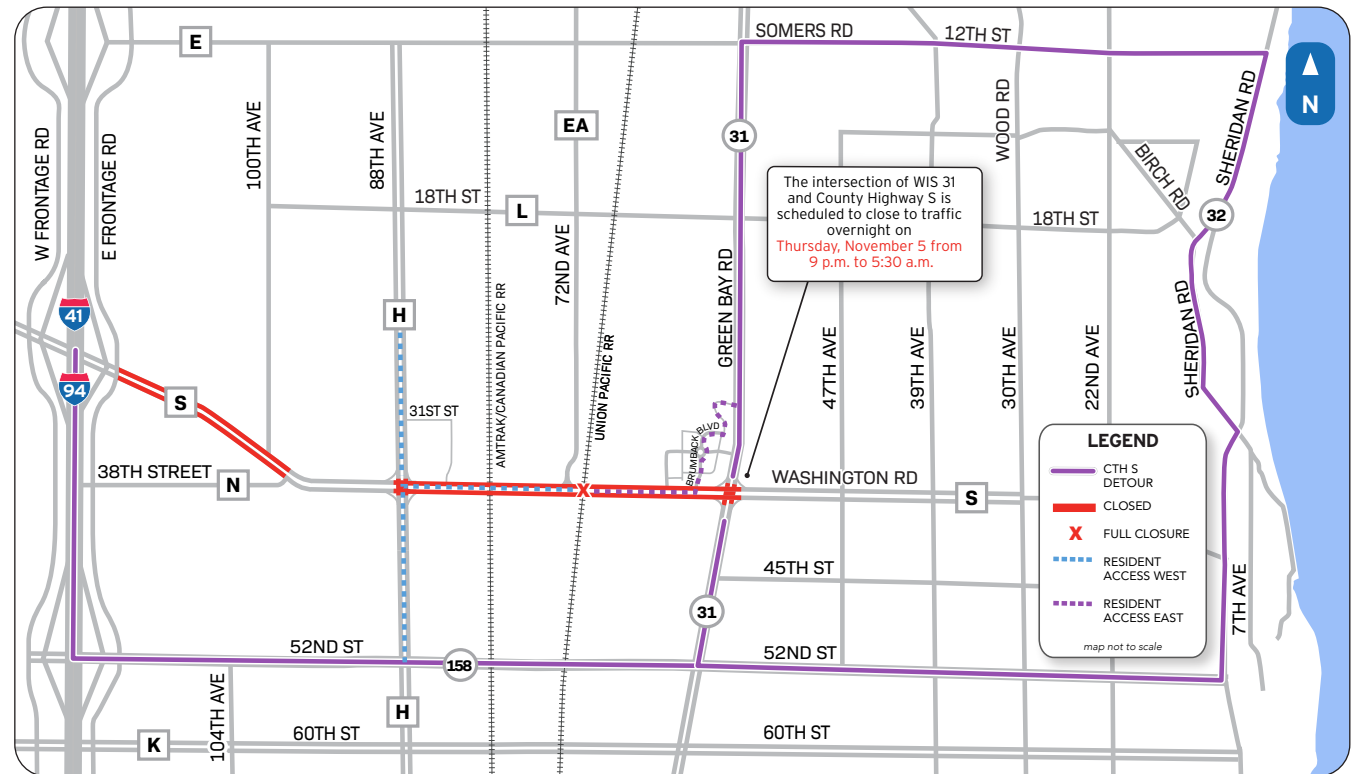 SOMERS RD
12TH ST
E
N
W FRONTAGE RD
E FRONTAGE RD
100TH AVE
88TH AVE
EA
31
WOOD RD
BIRCH RD
SHERIDAN RD
32
The intersection of WIS 31
and County Highway S is
scheduled to close to traffic
overnight on
Thursday, November 5 from
9 p.m. to 5:30 a.m.
18TH ST
L
18TH ST
72ND AVE
GREEN BAY RD
H
41
94
AMTRAK/CANADIAN PACIFIC RR
UNION PACIFIC RR
47TH AVE
39TH AVE
30TH AVE
22ND AVE
SHERIDAN RD
S
31ST ST
BRUMBACK BLVD
38TH STREET
N
X
WASHINGTON RD
S
LEGEND
CTH S
DETOUR
CLOSED
X FULL CLOSURE
RESIDENT
ACCESS WEST
RESIDENT
ACCESS EAST
map not to scale
45TH ST
31
7TH AVE
52ND ST
158
52ND ST
104TH AVE
H
K
60TH ST
60TH ST